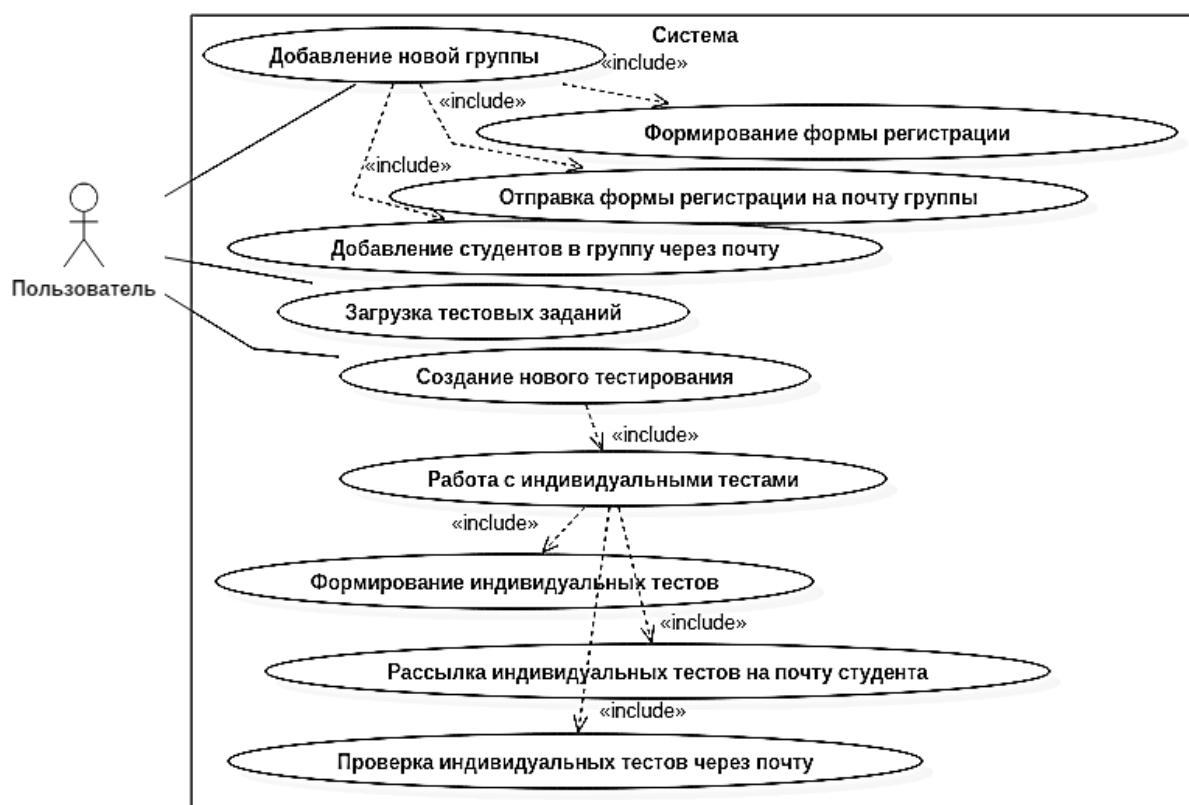 Система
Добавление новой группы
«include»
«include»
Формирование формы регистрации
«include»
Отправка формы регистрации на почту группы
Добавление студентов в группу через почту
Пользователь
Загрузка тестовых заданий
Создание нового тестирования
«include»
Работа с индивидуальными тестами
«include»
Формирование индивидуальных тестов
«include»
Рассылка индивидуальных тестов на почту студента
«include»
Проверка индивидуальных тестов через почту